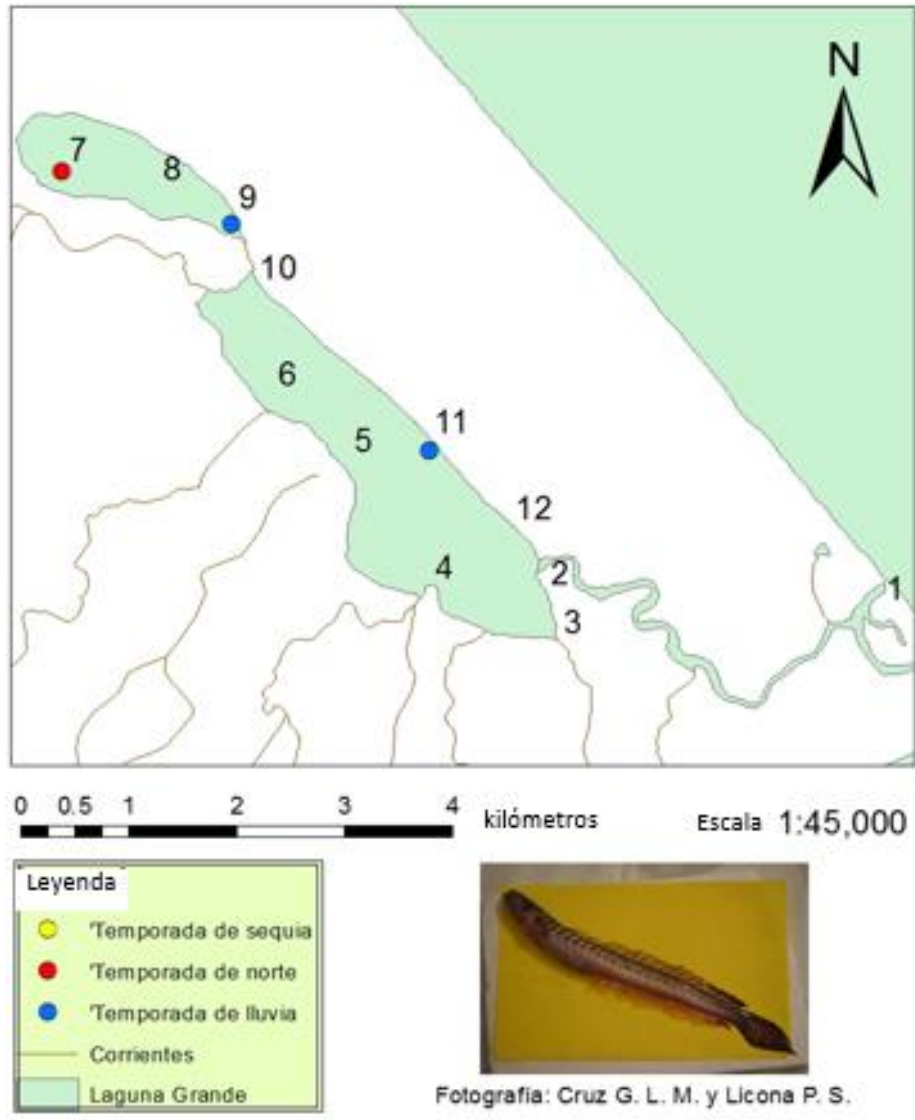 N
7
8
9
10
6
5
11
12
4
2
3
1
0 0.5 1 2 3 4 kilómetros Escala 1:45,000
Leyenda
'Temporada de sequia
'Temporada de norte
'Temporada de lluvia
Corrientes
Laguna Grande
Fotografía: Cruz G. L. M. y Licona P. S.